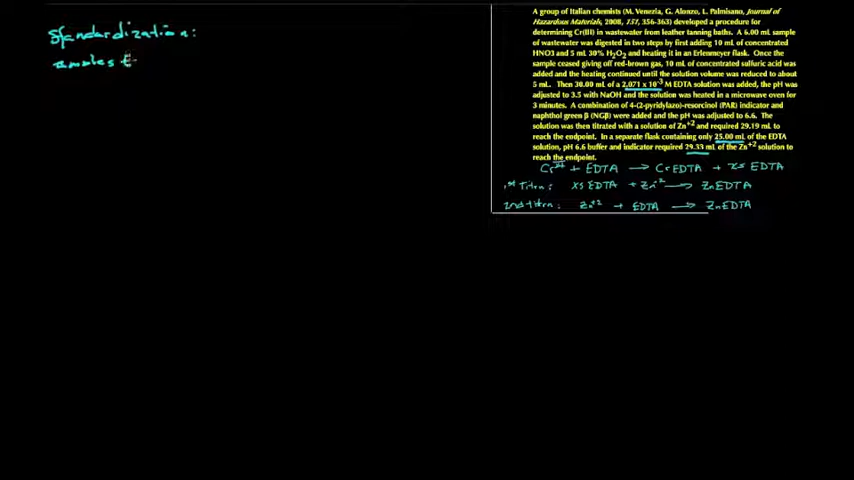 Standardization:
mmoles E
A group of Italian chemists (M. Venezia, G. Alonzo, L. Palmisano, Journal of
Hazardous Materials, 2008, 151, 356-363) developed a procedure for
determining Cr(III) in wastewater from leather tanning baths. A 6.00 mL sample
of wastewater was digested in two steps by first adding 10 mL of concentrated
HNO3 and 5 mL 30% H2O2 and heating it in an Erlenmeyer flask. Once the
sample ceased giving off red-brown gas, 10 mL of concentrated sulfuric acid was
added and the heating continued until the solution volume was reduced to about
5 mL. Then 30.00 mL of a 2.071 x 10-3 M EDTA solution was added, the pH was
adjusted to 3.5 with NaOH and the solution was heated in a microwave oven for
3 minutes. A combination of 4-(2-pyridylazo)-resorcinol (PAR) indicator and
naphthol green β (NGβ) were added and the pH was adjusted to 6.6. The
solution was then titrated with a solution of Zn+2 and required 29.19 mL to
reach the endpoint. In a separate flask containing only 25.00 mL of the EDTA
solution, pH 6.6 buffer and indicator required 29.33 mL of the Zn+2 solution to
reach the endpoint.
Cr3+ + EDTA → CrEDTA + xs EDTA
1st Titrn: xs EDTA + Zn+2 → ZnEDTA
2nd titrn: Zn+2 + EDTA → ZnEDTA